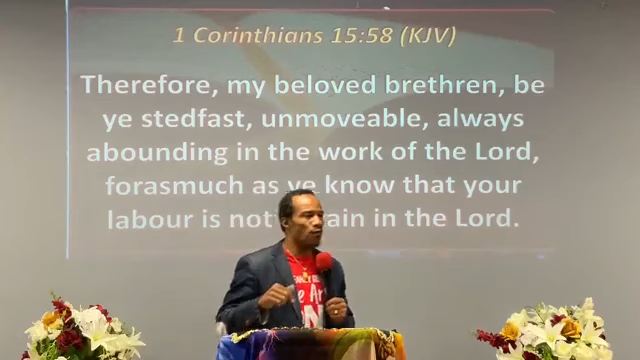 1 Corinthians 15:58 (KJV)
Therefore, my beloved brethren, be
ye stedfast, unmoveable, always
abounding in the work of the Lord,
forasmuch as ye know that your
labour is not ain in the Lord.